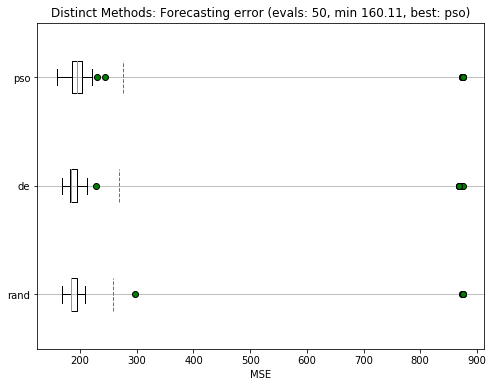 Distinct Methods: Forecasting error (evals: 50, min 160.11, best: pso)
pso
de
rand
200 300 400 500 600 700 800 900
MSE